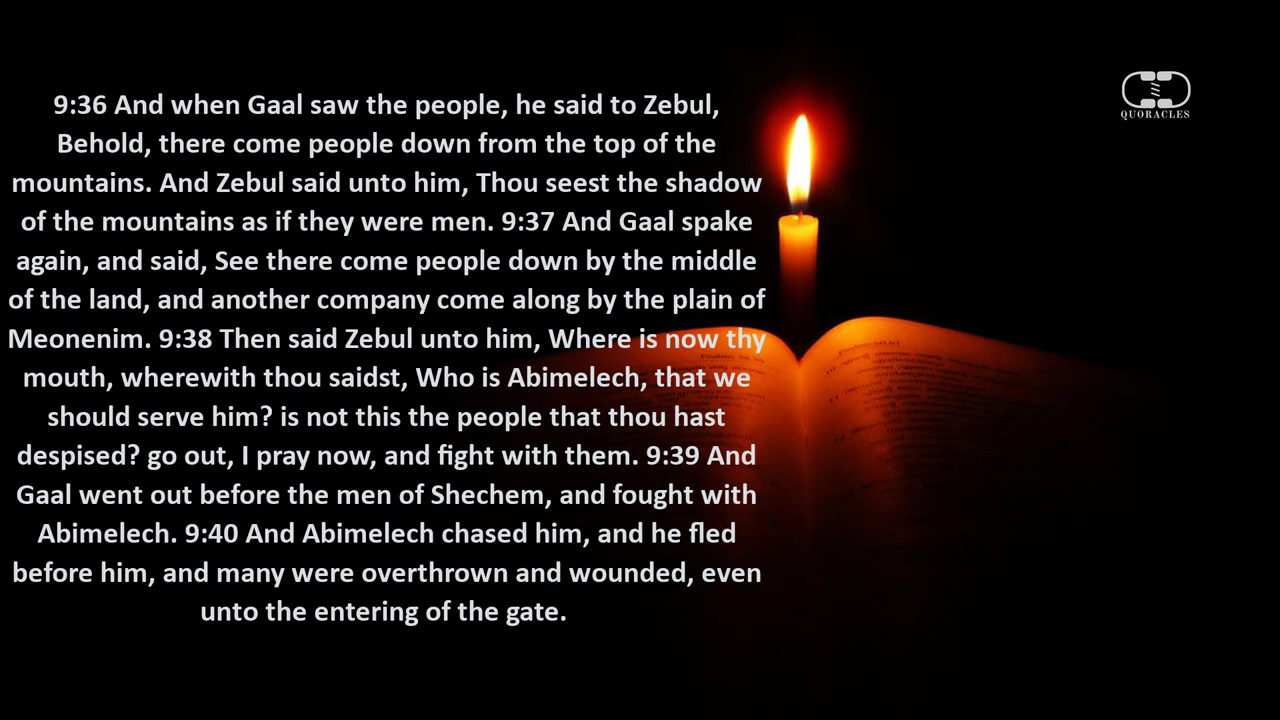 9:36 And when Gaal saw the people, he said to Zebul,
Behold, there come people down from the top of the
mountains. And Zebul said unto him, Thou seest the shadow
of the mountains as if they were men. 9:37 And Gaal spake
again, and said, See there come people down by the middle
of the land, and another company come along by the plain of
Meonenim. 9:38 Then said Zebul unto him, Where is now thy
mouth, wherewith thou saidst, Who is Abimelech, that we
should serve him? is not this the people that thou hast
despised? go out, I pray now, and fight with them. 9:39 And
Gaal went out before the men of Shechem, and fought with
Abimelech. 9:40 And Abimelech chased him, and he fled
before him, and many were overthrown and wounded, even
unto the entering of the gate.
QUORACLES